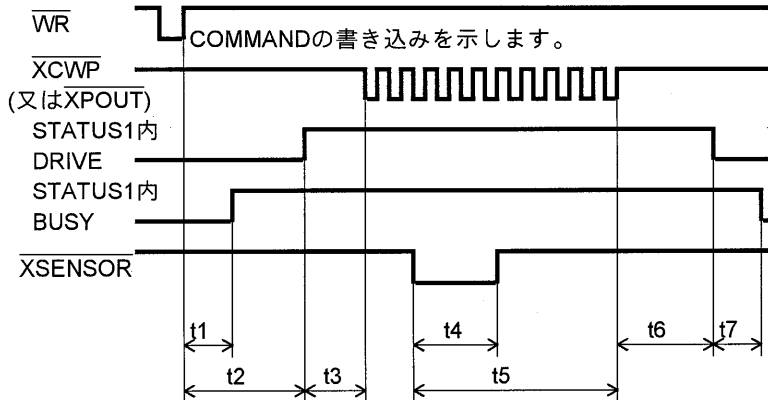 WR
COMMANDの書き込みを示します。
XCWP
(又はXPOUT)
STATUS1内
DRIVE
STATUS1内
BUSY
XSENSOR
t1
t4
t6
t7
t2
t3
t5